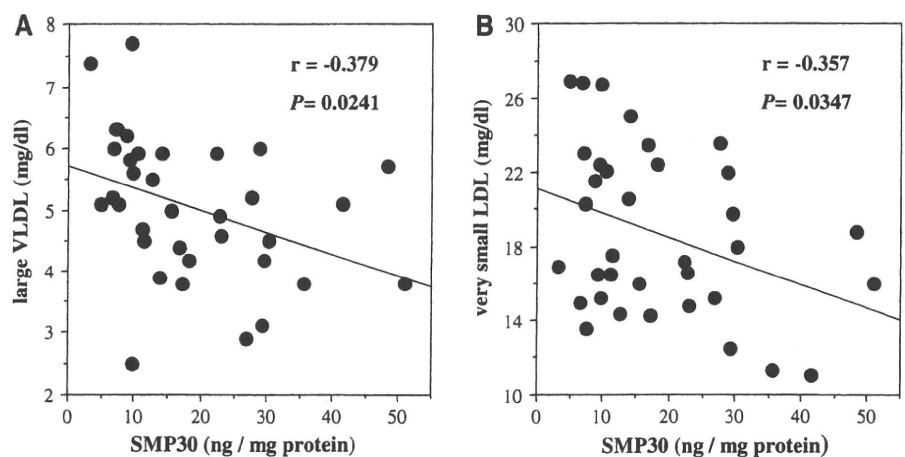 A
8
7
6
5
4
3
2
large VLDL (mg/dl)
r = -0.379
P= 0.0241
0 10 20 30 40 50
SMP30 (ng / mg protein)
B
30
26
22
18
14
10
very small LDL (mg/dl)
r = -0.357
P= 0.0347
0 10 20 30 40 50
SMP30 (ng / mg protein)